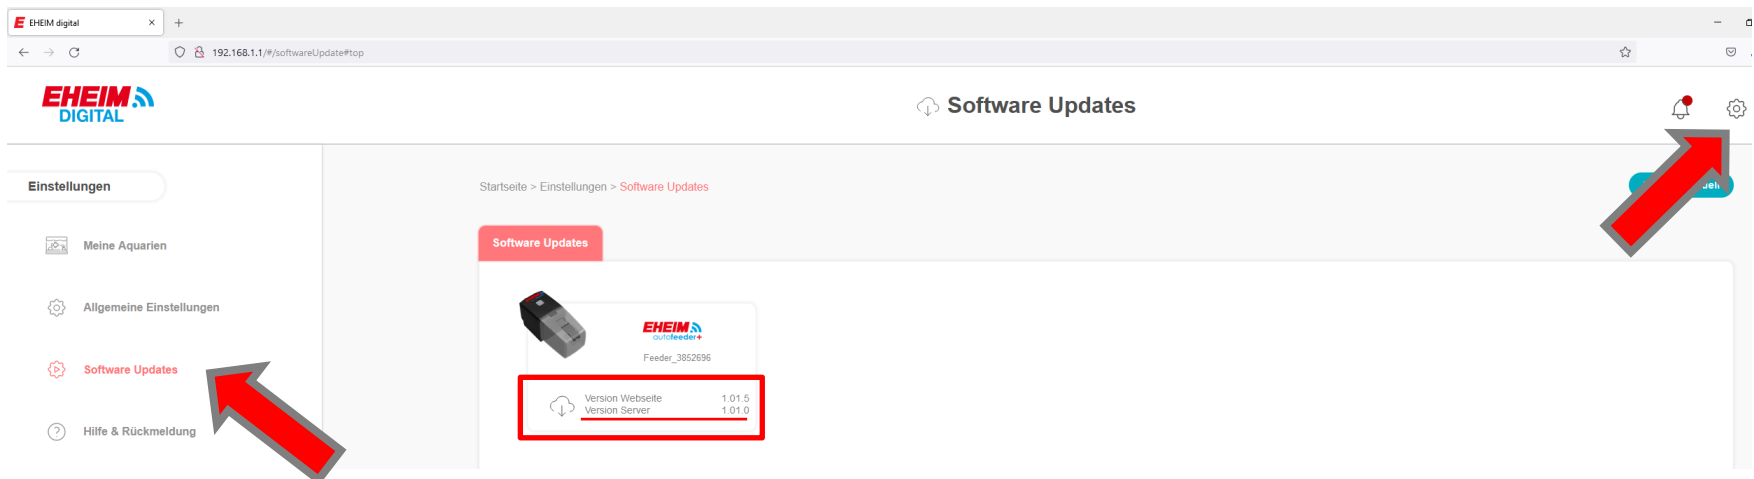 EHEIM digital
192.168.1.1/#/softwareUpdate#top
EHEIM
DIGITAL
Software Updates
Einstellungen
Startseite > Einstellungen > Software Updates
Meine Aquarien
Software Updates
Allgemeine Einstellungen
EHEIM
autofeeder+
Feeder_3852696
Software Updates
Version Webseite 1.01.5
Version Server 1.01.0
Hilfe & Rückmeldung